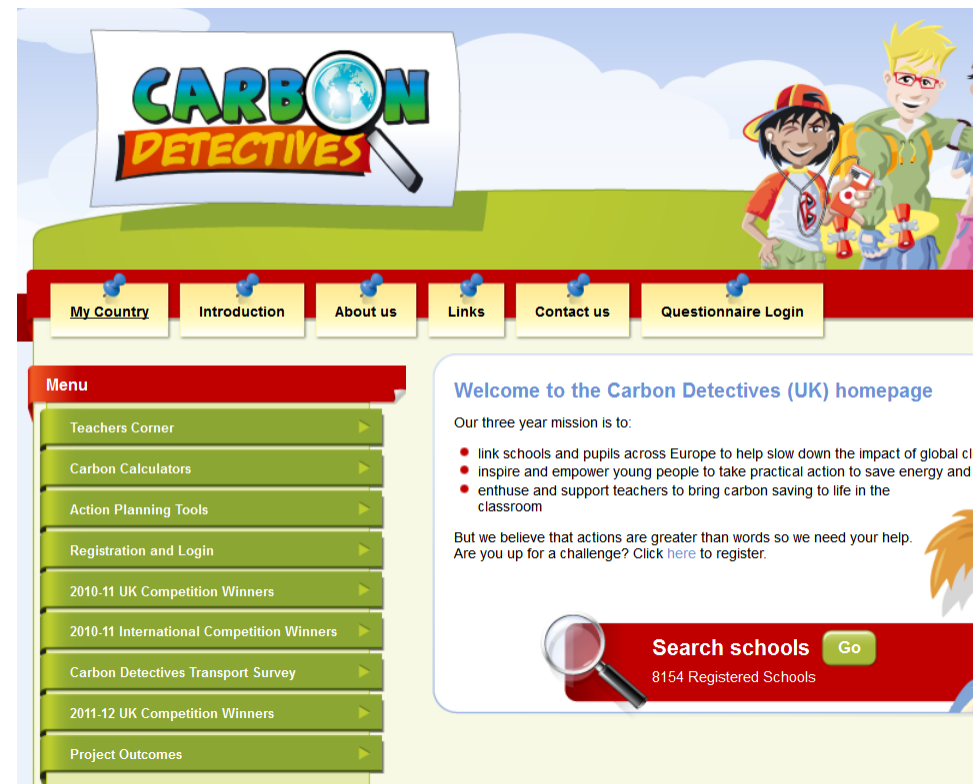 CARBON
DETECTIVES
My Country
Introduction
About us
Links
Contact us
Questionnaire Login
Menu
Teachers Corner
Carbon Calculators
Action Planning Tools
Registration and Login
2010-11 UK Competition Winners
2010-11 International Competition Winners
Carbon Detectives Transport Survey
2011-12 UK Competition Winners
Project Outcomes
Welcome to the Carbon Detectives (UK) homepage
Our three year mission is to:
link schools and pupils across Europe to help slow down the impact of global
inspire and empower young people to take practical action to save energy and
enthuse and support teachers to bring carbon saving to life in the
classroom
But we believe that actions are greater than words so we need your help.
Are you up for a challenge? Click here to register.
Search schools
Go
8154 Registered Schools